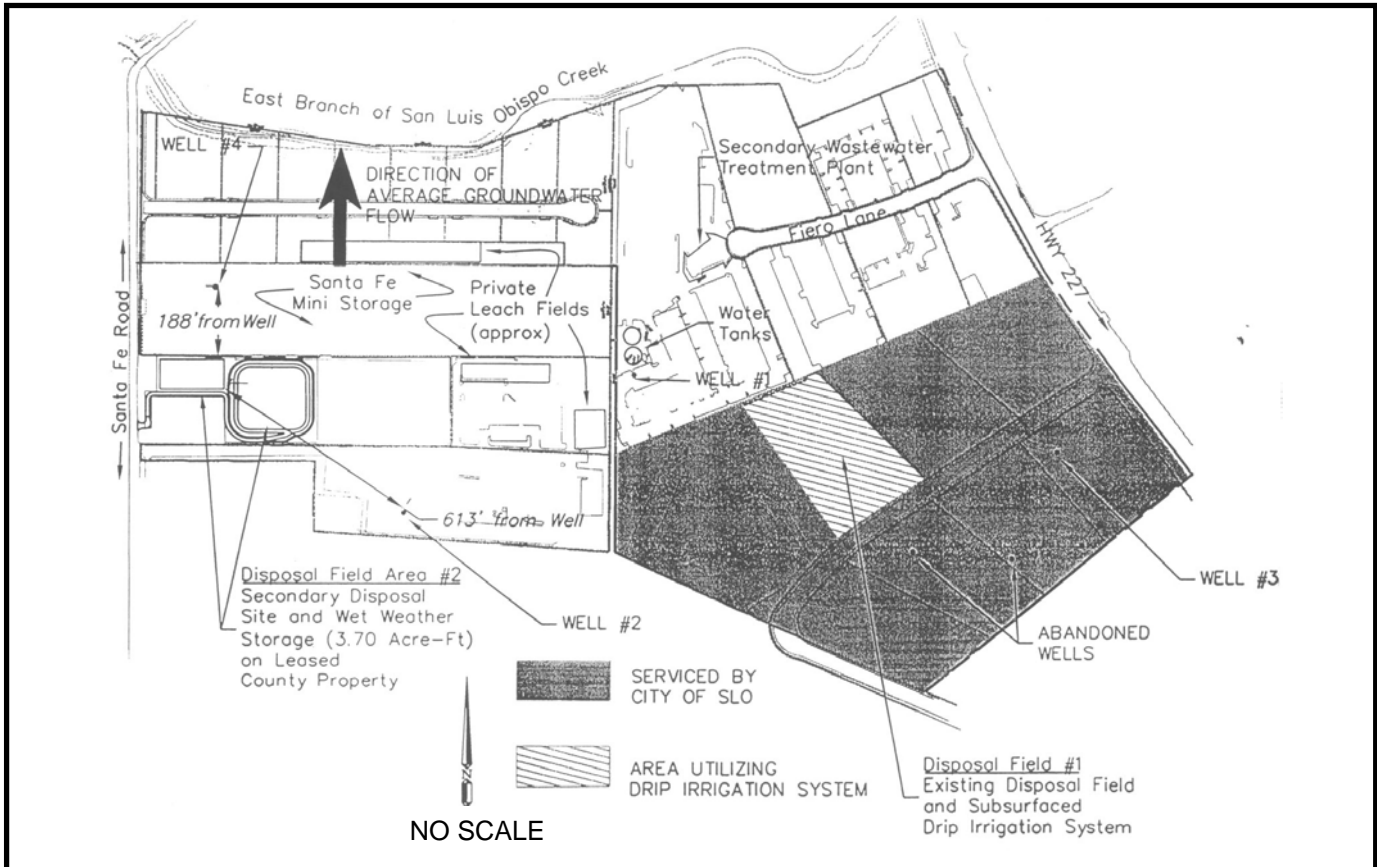 East Branch of San Luis Obispo Creek
WELL #4
DIRECTION OF
AVERAGE GROUNDWATER
FLOW
Secondary Wastewater
Treatment Plant
Fiero Lane
HWY 227
Santa Fe Road
Santa Fe
Mini Storage
Private
Leach Fields
(approx)
188' from Well
Water
Tanks
WELL #1
613' from Well
Disposal Field Area #2
Secondary Disposal
Site and Wet Weather
Storage (3.70 Acre-Ft)
on Leased
County Property
WELL #2
WELL #3
ABANDONED
WELLS
SERVICED BY
CITY OF SLO
AREA UTILIZING
DRIP IRRIGATION SYSTEM
Disposal Field #1
Existing Disposal Field
and Subsurfaced
Drip Irrigation System
N
NO SCALE